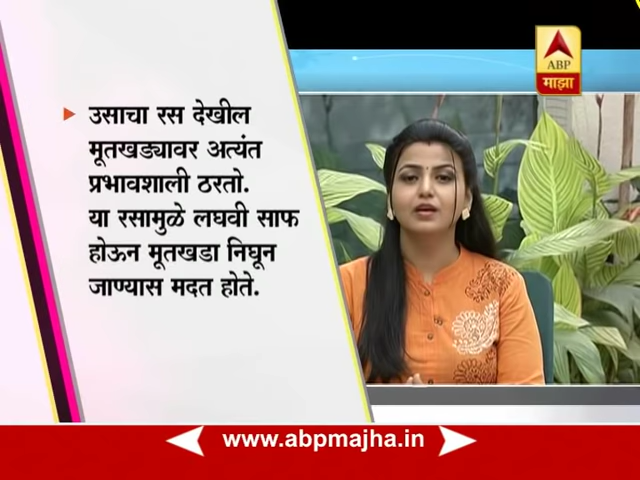 उसाचा रस देखील
मूतखड्यावर अत्यंत
प्रभावशाली ठरतो.
या रसामुळे लघवी साफ
होऊन मूतखडा निघून
जाण्यास मदत होते.
ABP
माझा
www.abpmajha.in